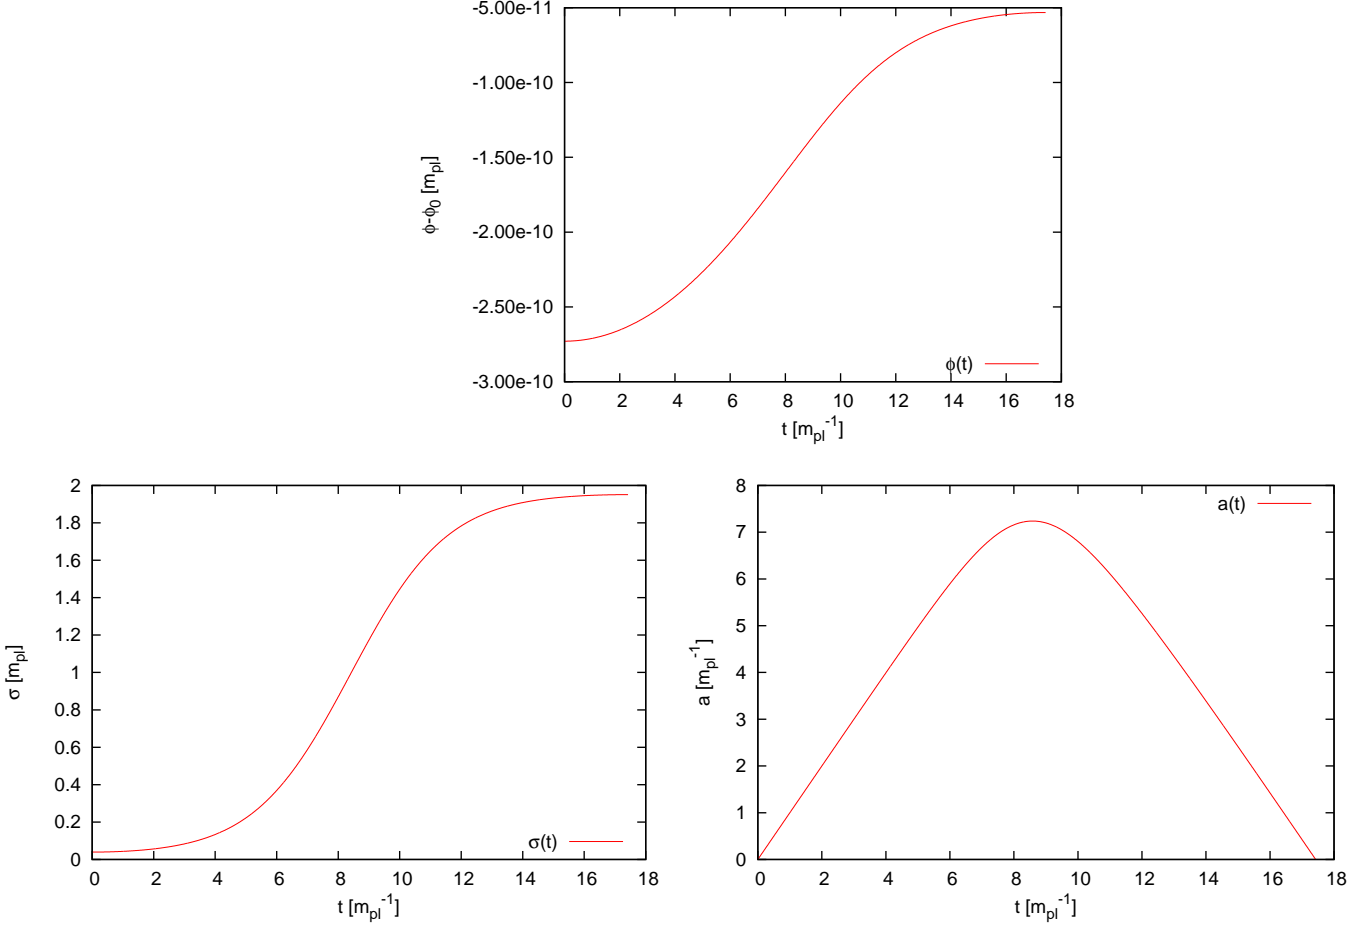 -5.00e-11
-1.00e-10
-1.50e-10
-2.00e-10
-2.50e-10
-3.00e-10
ϕ-ϕ0 [mpl]
ϕ(t)
0 2 4 6 8 10 12 14 16 18
t [mpl-1]
2
1.8
1.6
1.4
1.2
1
0.8
0.6
0.4
0.2
0
σ [mpl]
σ(t)
0 2 4 6 8 10 12 14 16 18
t [mpl-1]
8
7
6
5
4
3
2
1
0
a [mpl-1]
a(t)
0 2 4 6 8 10 12 14 16 18
t [mpl-1]